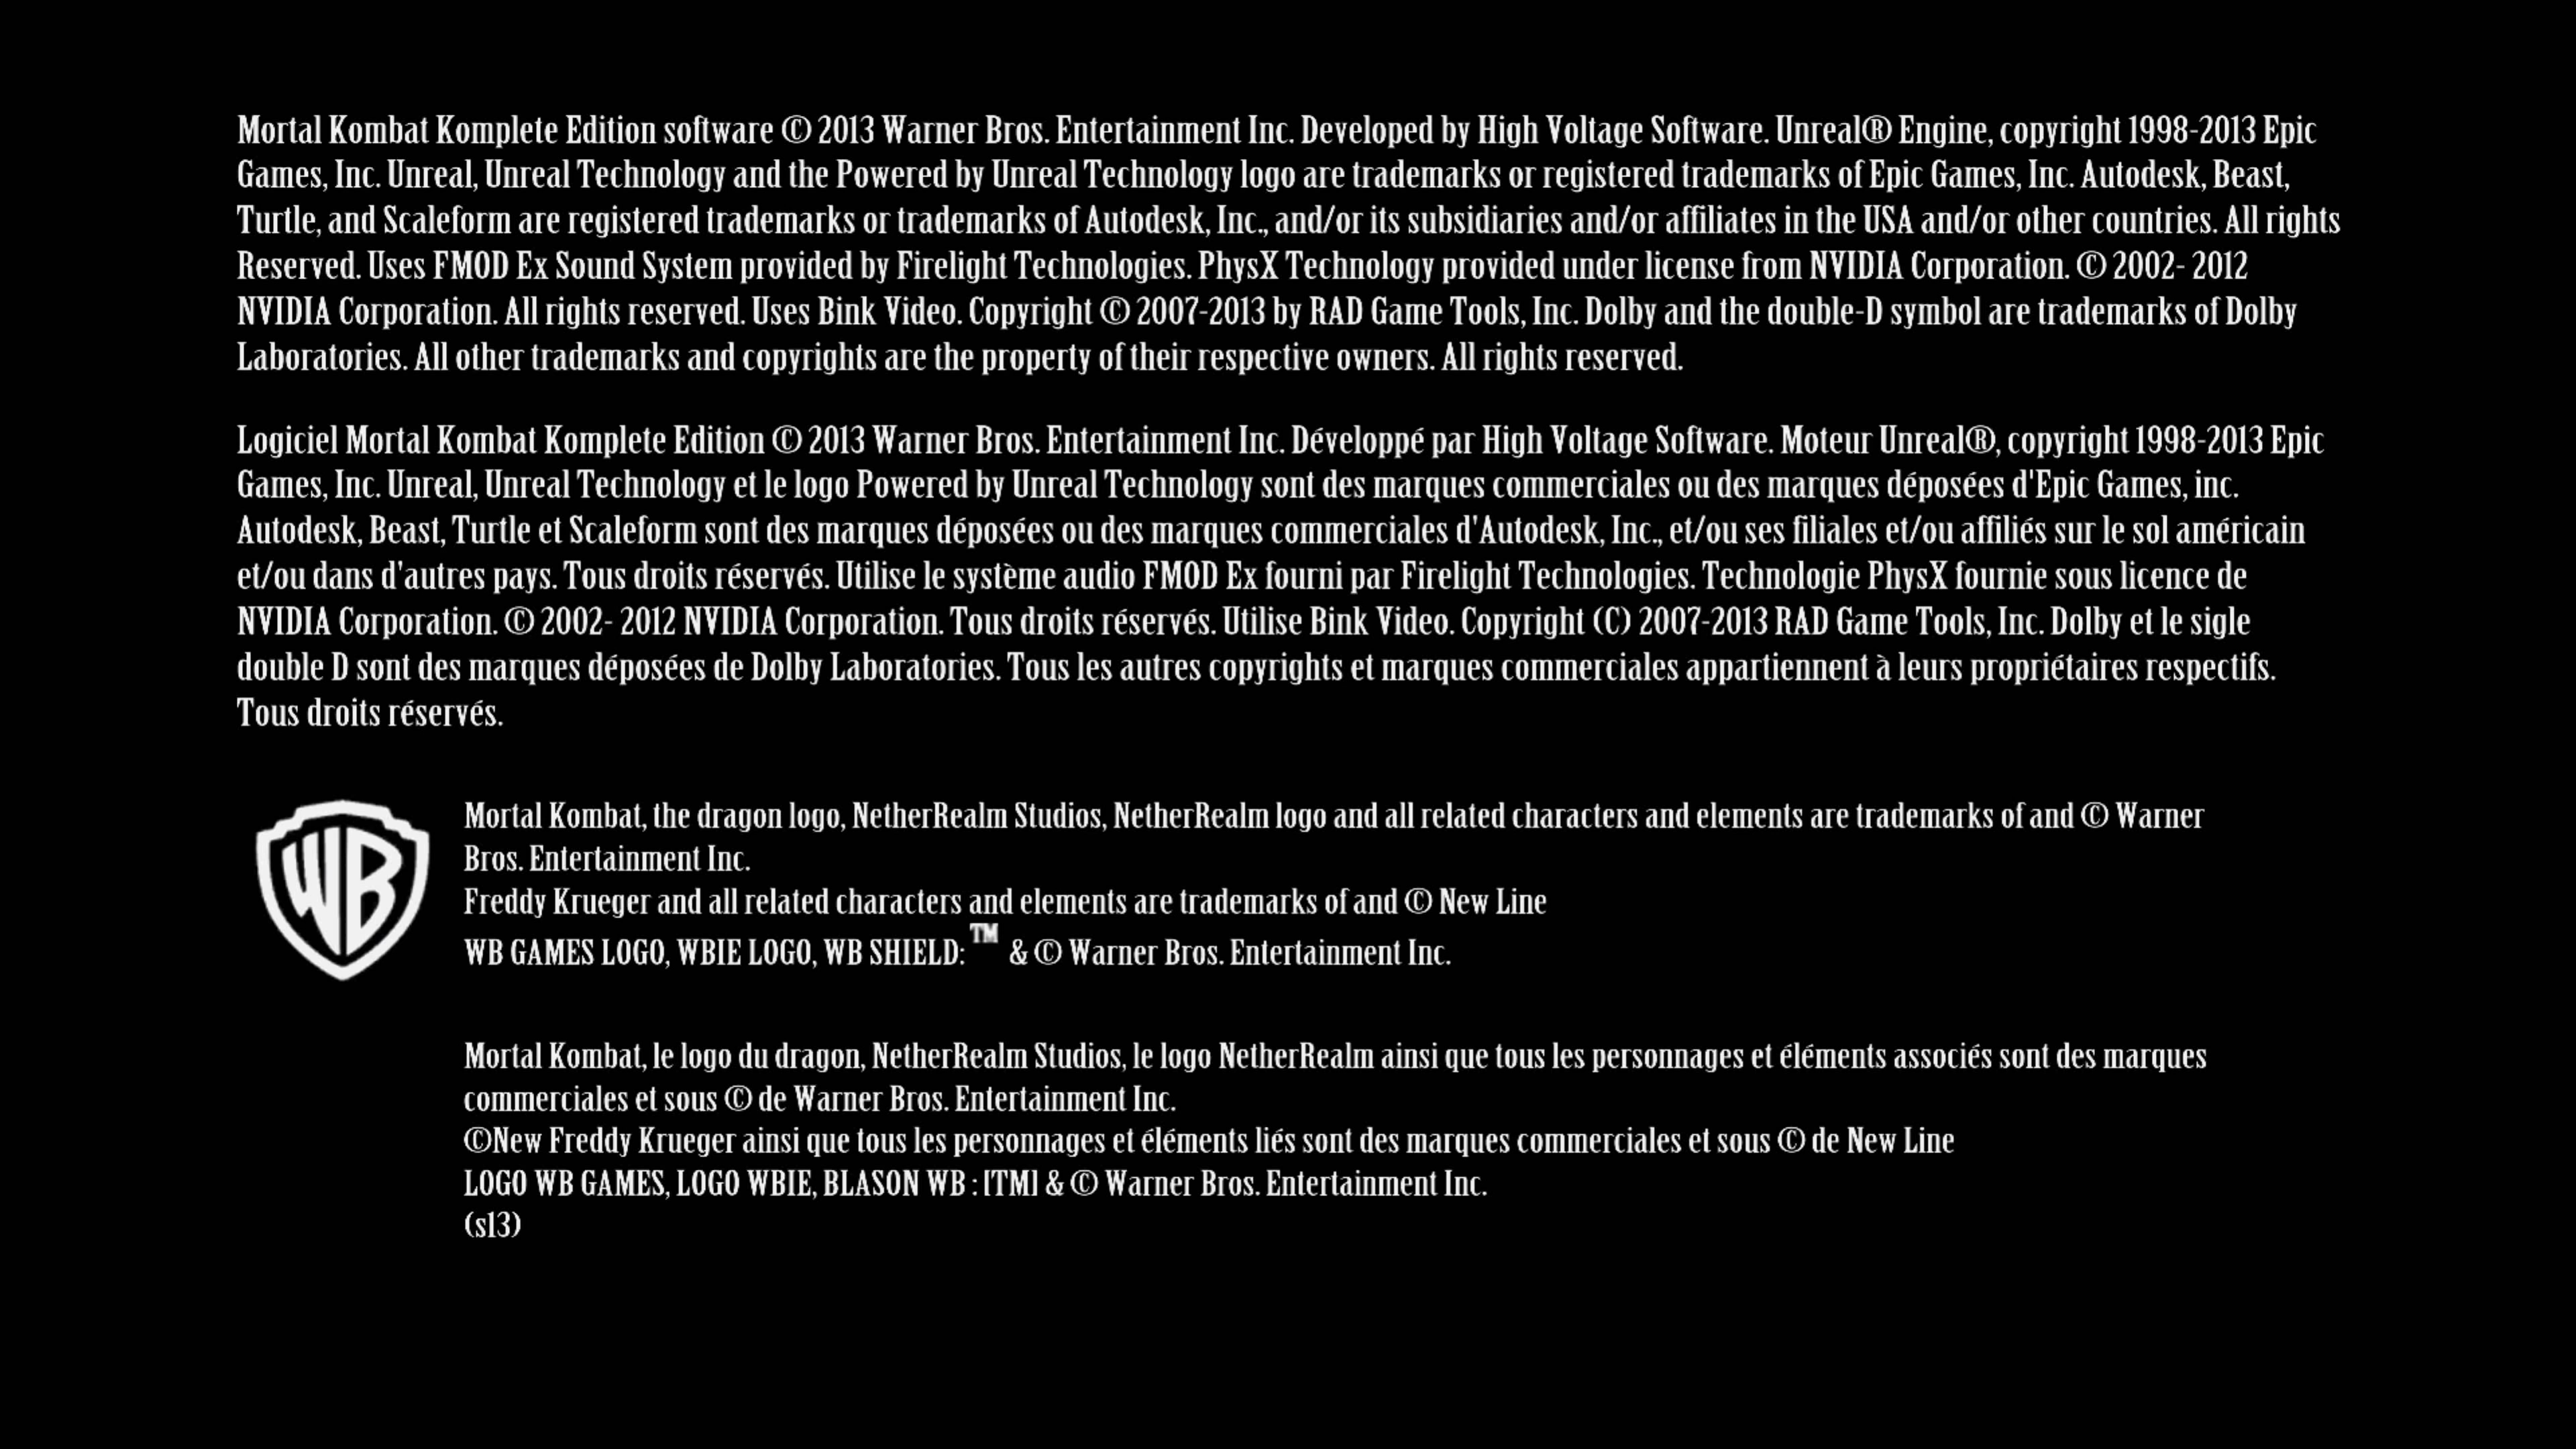 Mortal Kombat Komplete Edition software © 2013 Warner Bros. Entertainment Inc. Developed by High Voltage Software. Unreal® Engine, copyright 1998-2013 Epic
Games, Inc. Unreal, Unreal Technology and the Powered by Unreal Technology logo are trademarks or registered trademarks of Epic Games, Inc. Autodesk, Beast,
Turtle, and Scaleform are registered trademarks or trademarks of Autodesk, Inc., and/or its subsidiaries and/or affiliates in the USA and/or other countries. All rights
Reserved. Uses FMOD Ex Sound System provided by Firelight Technologies. PhysX Technology provided under license from NVIDIA Corporation. © 2002- 2012
NVIDIA Corporation. All rights reserved. Uses Bink Video. Copyright © 2007-2013 by RAD Game Tools, Inc. Dolby and the double-D symbol are trademarks of Dolby
Laboratories. All other trademarks and copyrights are the property of their respective owners. All rights reserved.
Logiciel Mortal Kombat Komplete Edition © 2013 Warner Bros. Entertainment Inc. Développé par High Voltage Software. Moteur Unreal®, copyright 1998-2013 Epic
Games, Inc. Unreal, Unreal Technology et le logo Powered by Unreal Technology sont des marques commerciales ou des marques déposées d'Epic Games, inc.
Autodesk, Beast, Turtle et Scaleform sont des marques déposées ou des marques commerciales d'Autodesk, Inc., et/ou ses filiales et/ou affiliés sur le sol américain
et/ou dans d'autres pays. Tous droits réservés. Utilise le système audio FMOD Ex fourni par Firelight Technologies. Technologie PhysX fournie sous licence de
NVIDIA Corporation. © 2002- 2012 NVIDIA Corporation. Tous droits réservés. Utilise Bink Video. Copyright (C) 2007-2013 RAD Game Tools, Inc. Dolby et le sigle
double D sont des marques déposées de Dolby Laboratories. Tous les autres copyrights et marques commerciales appartiennent à leurs propriétaires respectifs.
Tous droits réservés.
WB
Mortal Kombat, the dragon logo, NetherRealm Studios, NetherRealm logo and all related characters and elements are trademarks of and © Warner
Bros. Entertainment Inc.
Freddy Krueger and all related characters and elements are trademarks of and © New Line
WB GAMES LOGO, WBIE LOGO, WB SHIELD: ™ & © Warner Bros. Entertainment Inc.
Mortal Kombat, le logo du dragon, NetherRealm Studios, le logo NetherRealm ainsi que tous les personnages et éléments associés sont des marques
commerciales et sous © de Warner Bros. Entertainment Inc.
©New Freddy Krueger ainsi que tous les personnages et éléments liés sont des marques commerciales et sous © de New Line
LOGO WB GAMES, LOGO WBIE, BLASON WB : [TM] & © Warner Bros. Entertainment Inc.
(s13)